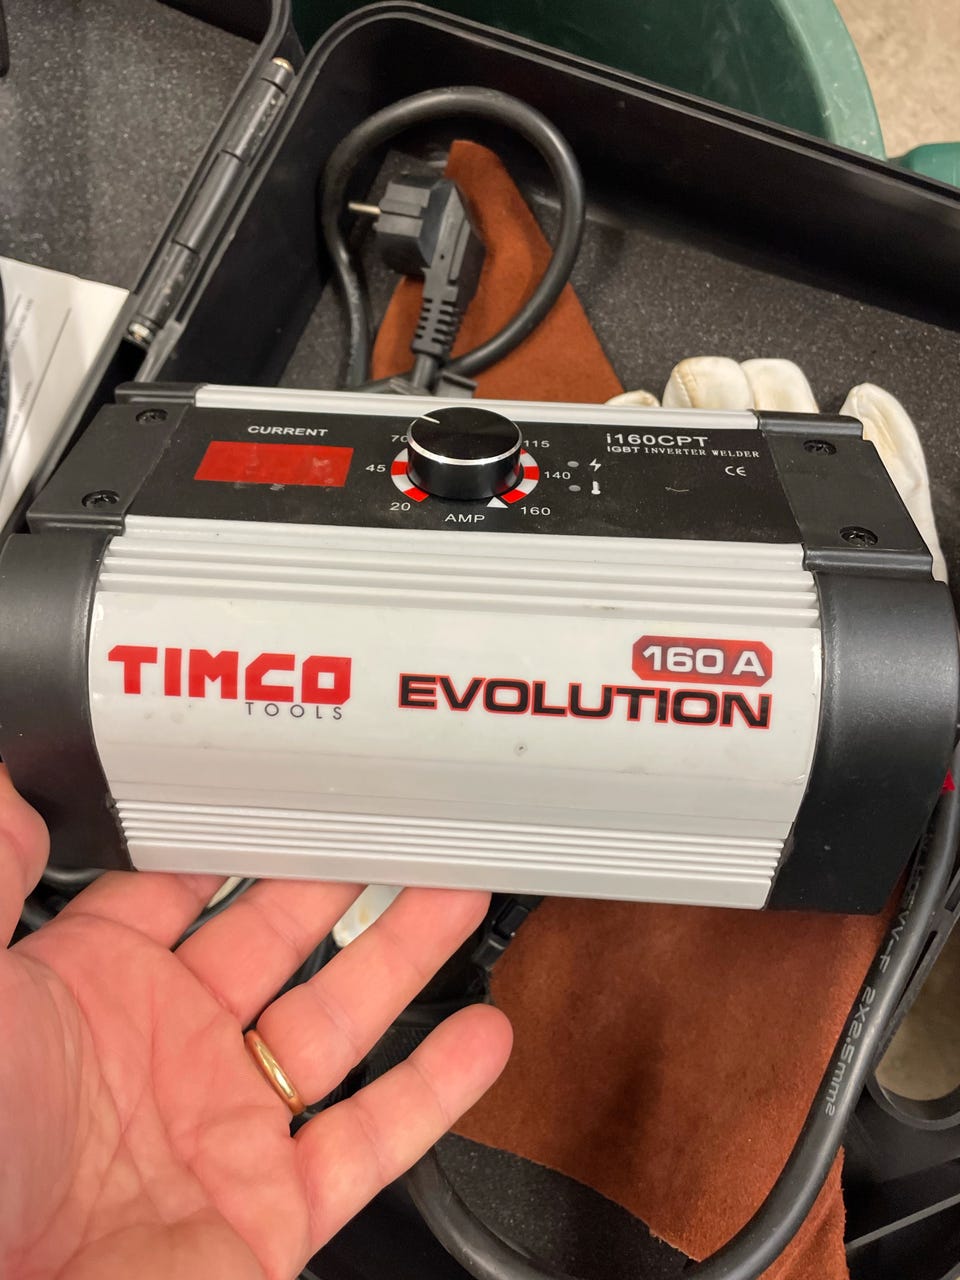 CURRENT
70
115
45
140
20
160
AMP
i160CPT
IGBT INVERTER WELDER
CE
TIMCO
TOOLS
160 A
EVOLUTION
2X2.5mm²